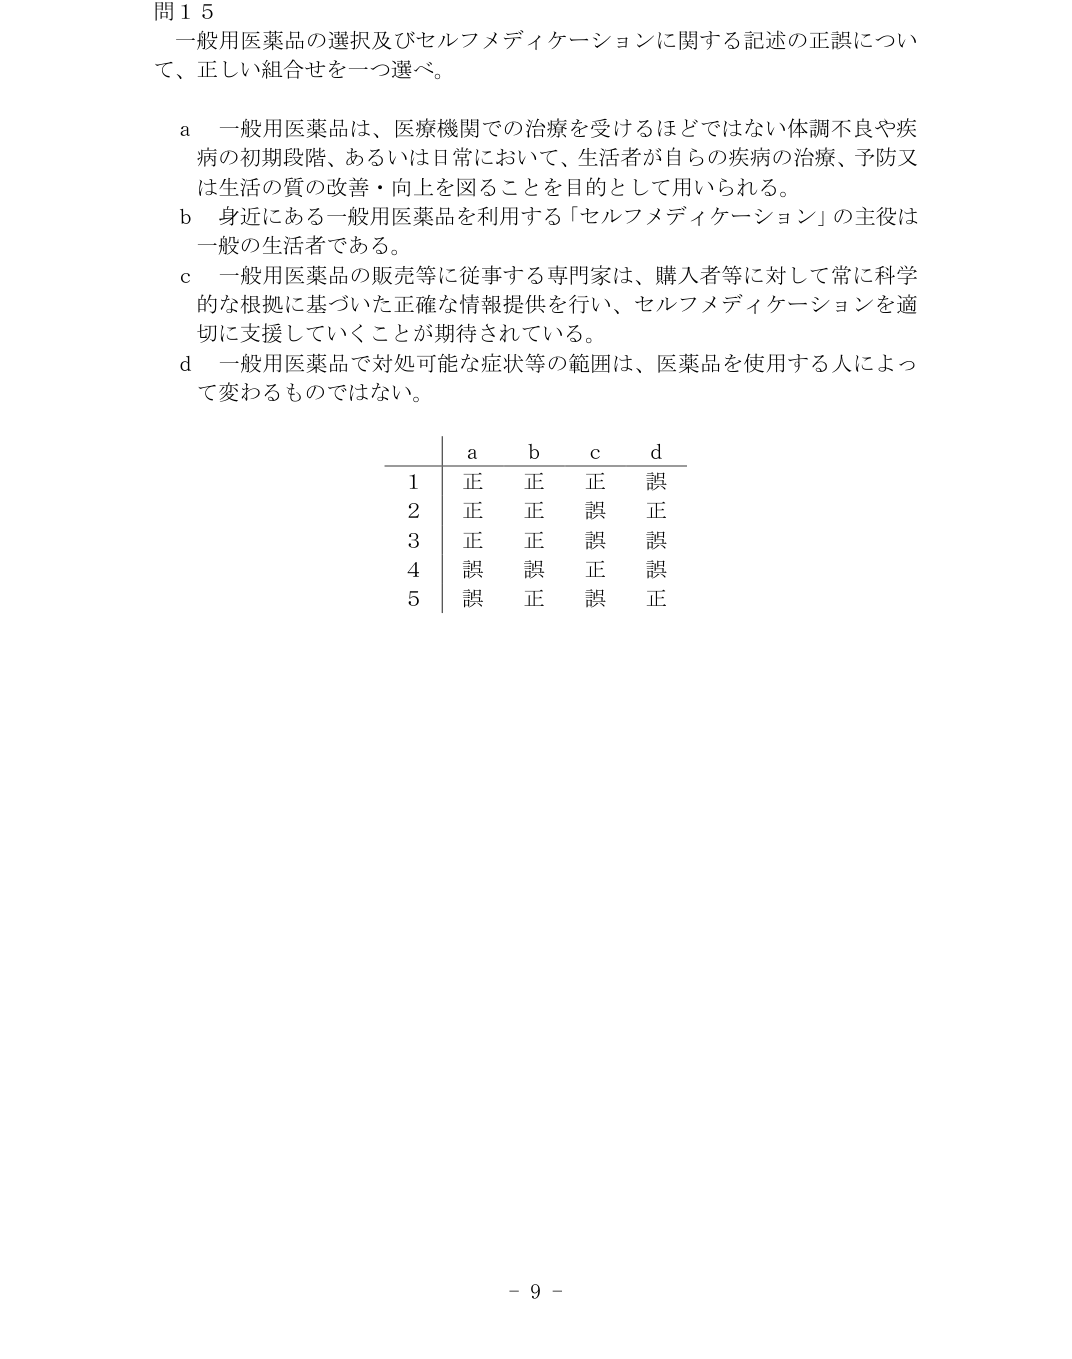 問１５
　一般用医薬品の選択及びセルフメディケーションに関する記述の正誤につい
て、正しい組合せを一つ選べ。
a　一般用医薬品は、医療機関での治療を受けるほどではない体調不良や疾
病の初期段階、あるいは日常において、生活者が自らの疾病の治療、予防又
は生活の質の改善・向上を図ることを目的として用いられる。
b　身近にある一般用医薬品を利用する「セルフメディケーション」の主役は
一般の生活者である。
c　一般用医薬品の販売等に従事する専門家は、購入者等に対して常に科学
的な根拠に基づいた正確な情報提供を行い、セルフメディケーションを適
切に支援していくことが期待されている。
d　一般用医薬品で対処可能な症状等の範囲は、医薬品を使用する人によっ
て変わるものではない。
a b c d
1 正 正 正 誤
2 正 正 誤 正
3 正 正 誤 誤
4 誤 誤 正 誤
5 誤 正 誤 正
- 9 -